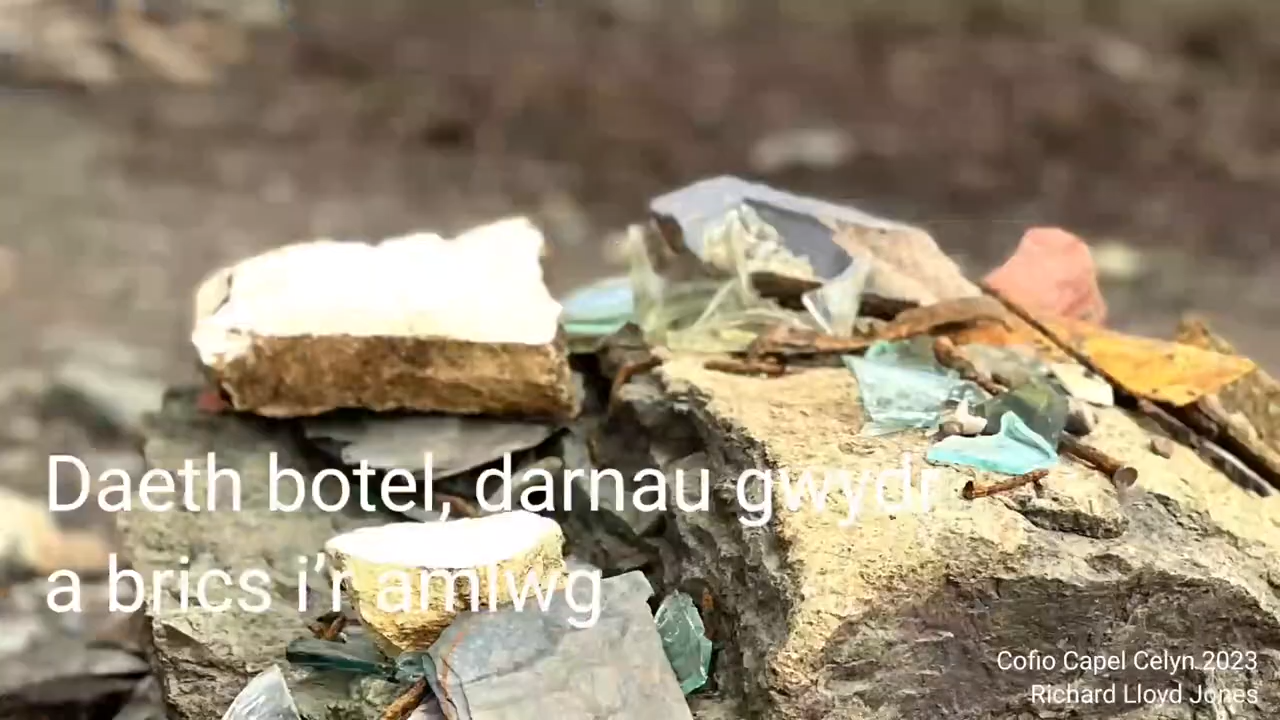 Daeth botel, darnau gwydr
a brics i’r amlwg
Cofio Capel Celyn 2023
Richard Lloyd Jones